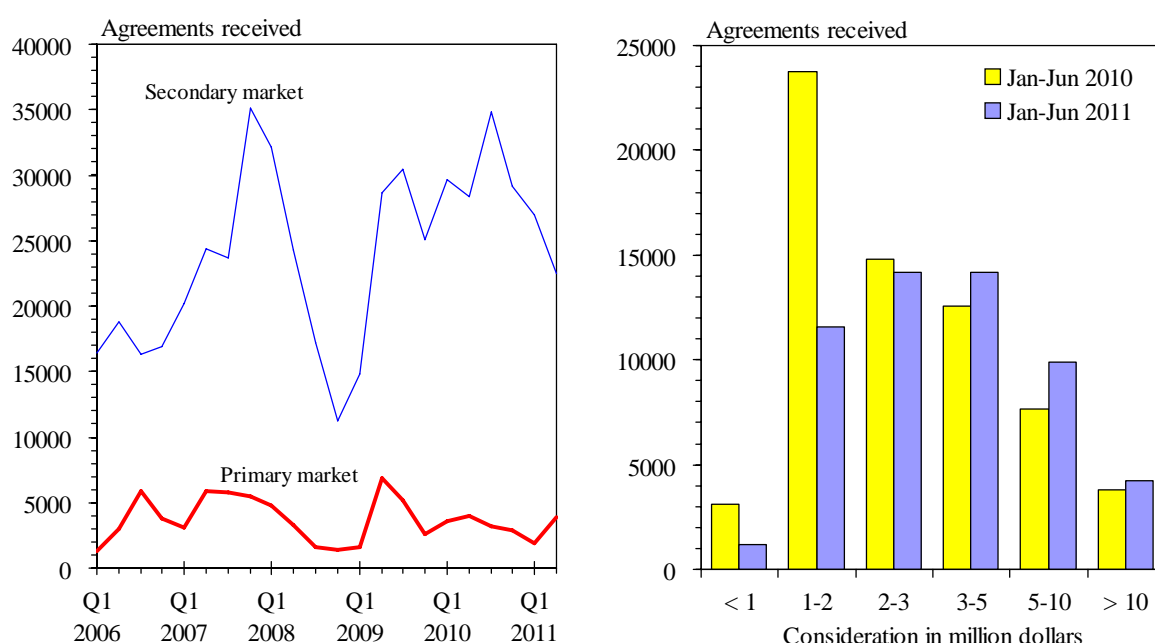 Agreements received
40000
35000
30000
25000
20000
15000
10000
5000
0
Secondary market
Primary market
Q1 Q1 Q1 Q1 Q1 Q1
2006 2007 2008 2009 2010 2011
Agreements received
25000
20000
15000
10000
5000
0
Jan-Jun 2010
Jan-Jun 2011
< 1 1-2 2-3 3-5 5-10 > 10
Consideration in million dollars